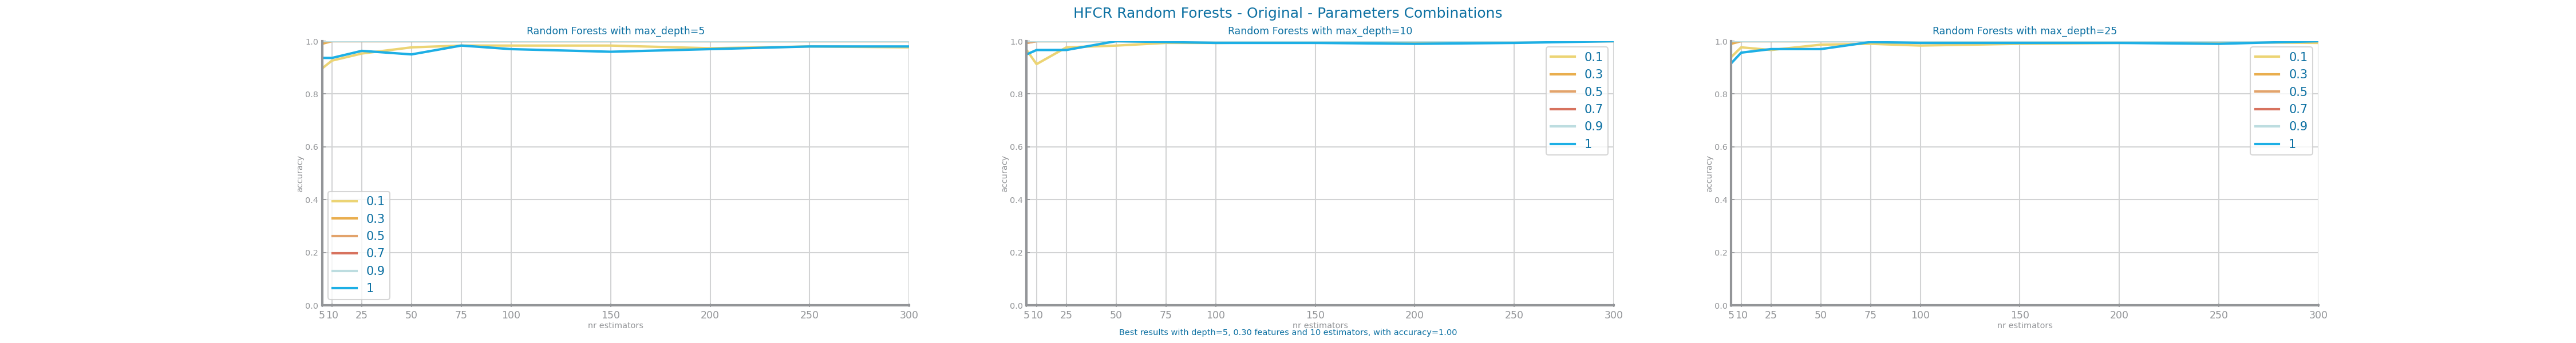 HFCR Random Forests - Original - Parameters Combinations
Random Forests with max_depth=5
1.0
0.8
0.6
0.4
0.2
0.0
accuracy
0.1
0.3
0.5
0.7
0.9
1
5 10 25 50 75 100 150 200 250 300
nr estimators
Random Forests with max_depth=10
1.0
0.8
0.6
0.4
0.2
0.0
accuracy
0.1
0.3
0.5
0.7
0.9
1
5 10 25 50 75 100 150 200 250 300
nr estimators
Random Forests with max_depth=25
1.0
0.8
0.6
0.4
0.2
0.0
accuracy
0.1
0.3
0.5
0.7
0.9
1
5 10 25 50 75 100 150 200 250 300
nr estimators
Best results with depth=5, 0.30 features and 10 estimators, with accuracy=1.00